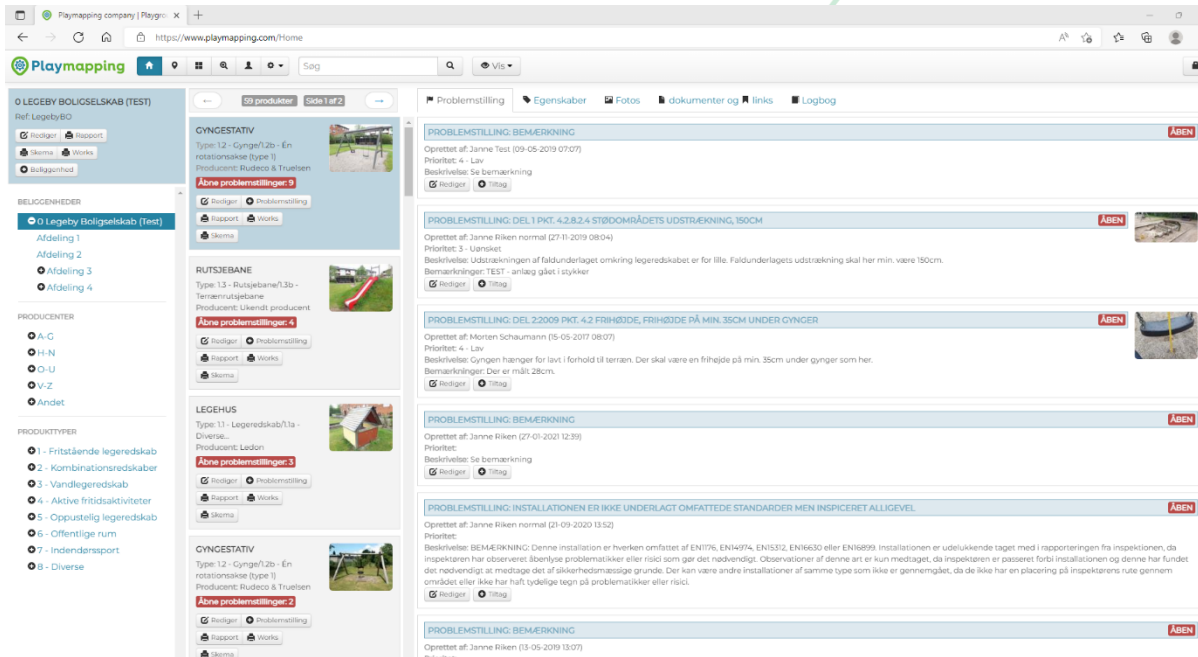 Playmapping company | Playgro
https://www.playmapping.com/Home
Playmapping
Søg
Vis
0 LEGEBY BOLIGSELSKAB (TEST)
Ref: LegebyBO
Rediger Rapport
Skema Works
Beliggenhed
BELIGGENHEDER
0 Legeby Boligselskab (Test)
Afdeling 1
Afdeling 2
Afdeling 3
Afdeling 4
PRODUCENTER
A-G
H-N
O-U
V-Z
Andet
PRODUKTTYPER
1 - Fritstående legeredskab
2 - Kombinationsredskaber
3 - Vandlegeredskab
4 - Aktive fritidsaktiviteter
5 - Oppustelig legeredskab
6 - Offentlige rum
7 - Indendørssport
8 - Diverse
59 produkter Side 1 af 2
GYNGESTATIV
Type: 1.2 - Gynge/1.2b - Én
rotationsakse (type 1)
Producent: Rudeco & Truelsen
Åbne problemstillinger: 9
Rediger Problemstilling
Rapport Works
Skema
RUTSJEBANE
Type: 1.3 - Rutsjebane/1.3b -
Terrænrutsjebane
Producent: Ukendt producent
Åbne problemstillinger: 4
Rediger Problemstilling
Rapport Works
Skema
LEGEHUS
Type: 1.1 - Legeredskab/1.1a -
Diverse...
Producent: Ledon
Åbne problemstillinger: 3
Rediger Problemstilling
Rapport Works
Skema
GYNGESTATIV
Type: 1.2 - Gynge/1.2b - Én
rotationsakse (type 1)
Producent: Rudeco & Truelsen
Åbne problemstillinger: 2
Rediger Problemstilling
Rapport Works
Skema
Problemstilling Egenskaber Fotos dokumenter og links Logbog
PROBLEMSTILLING: BEMÆRKNING ÅBEN
Oprettet af: Janne Test (09-05-2019 07:07)
Prioritet: 4 - Lav
Beskrivelse: Se bemærkning
Rediger Tiltag
PROBLEMSTILLING: DEL 1 PKT. 4.2.8.2.4 STØDOMRÅDETS UDSTRÆKNING, 150CM ÅBEN
Oprettet af: Janne Riken normal (27-11-2019 08:04)
Prioritet: 3 - Uønsket
Beskrivelse: Udstrækningen af faldunderlaget omkring legeredskabet er for lille. Faldunderlagets udstrækning skal her min. være 150cm.
Bemærkninger: TEST - anlæg gået i stykker
Rediger Tiltag
PROBLEMSTILLING: DEL 2:2009 PKT. 4.2 FRIHØJDE, FRIHØJDE PÅ MIN. 35CM UNDER GYNGER ÅBEN
Oprettet af: Morten Schaumann (15-05-2017 08:07)
Prioritet: 4 - Lav
Beskrivelse: Gyngen hænger for lavt i forhold til terræn. Der skal være en frihøjde på min. 35cm under gynger som her.
Bemærkninger: Der er målt 28cm.
Rediger Tiltag
PROBLEMSTILLING: BEMÆRKNING ÅBEN
Oprettet af: Janne Riken (27-01-2021 12:39)
Prioritet:
Beskrivelse: Se bemærkning
Rediger Tiltag
PROBLEMSTILLING: INSTALLATIONEN ER IKKE UNDERLAGT OMFATTEDE STANDARDER MEN INSPICERET ALLIGEVEL ÅBEN
Oprettet af: Janne Riken normal (21-09-2020 13:52)
Prioritet:
Beskrivelse: BEMÆRKNING: Denne installation er hverken omfattet af EN1176, EN14974, EN15312, EN16630 eller EN16899. Installationen er udelukkende taget med i rapporteringen fra inspektionen, da
inspektøren har observeret åbenlyse problematikker eller risici som gør det nødvendigt. Observationer af denne art er kun medtaget, da inspektøren er passeret forbi installationen og denne har fundet
det nødvendigt at medtage det af sikkerhedsmæssige grunde. Der kan være andre installationer af samme type som ikke er gennemgået, da de ikke har en placering på inspektørens rute gennem
området eller ikke har haft tydelige tegn på problematikker eller risici.
Rediger Tiltag
PROBLEMSTILLING: BEMÆRKNING ÅBEN
Oprettet af: Janne Riken (13-05-2019 13:07)